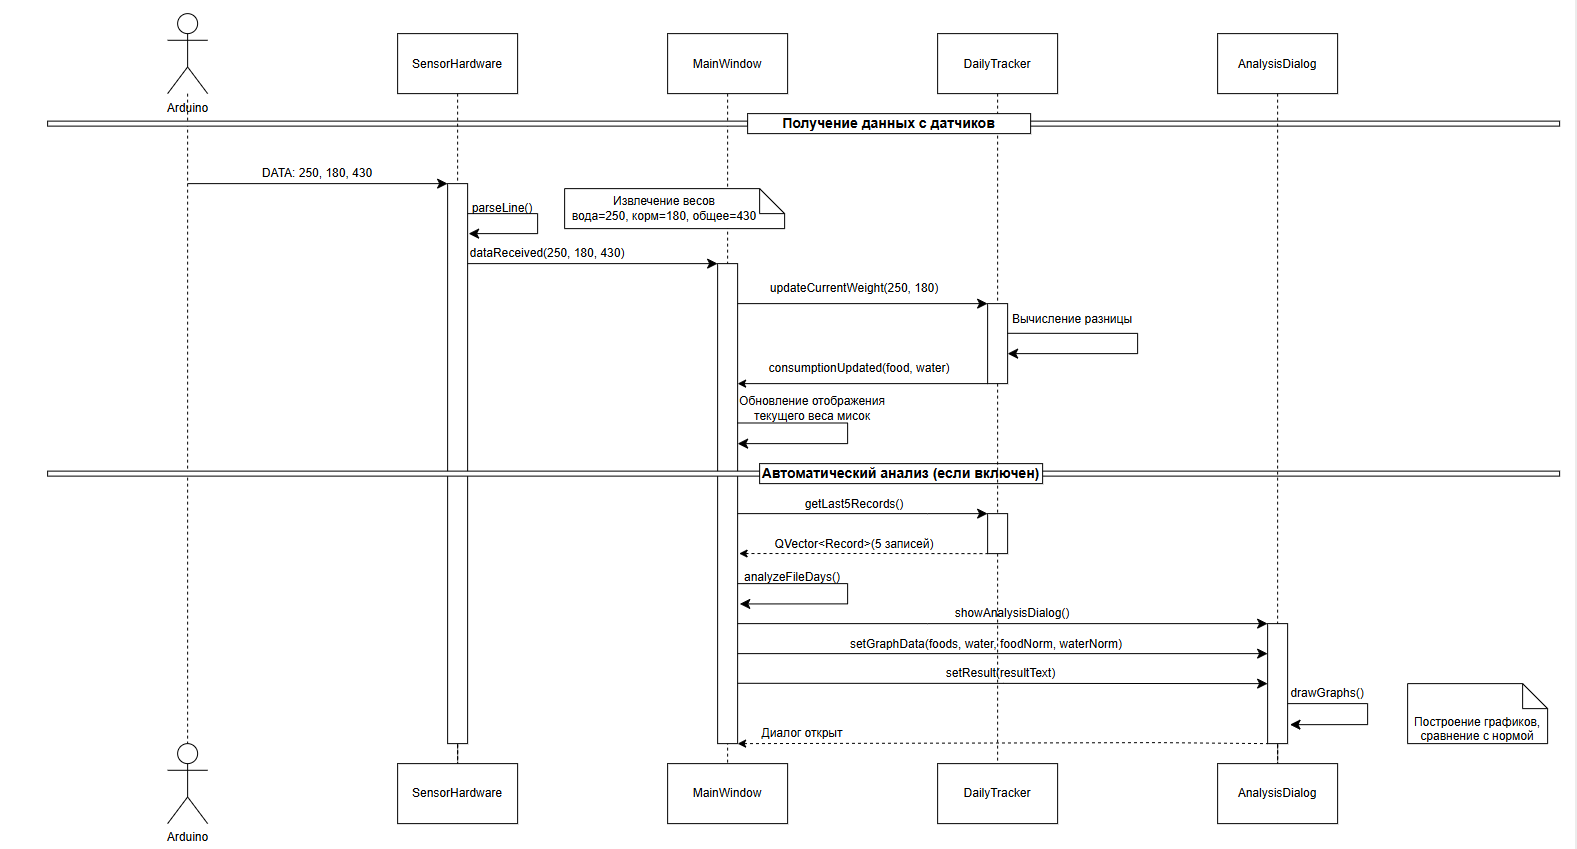 SensorHardware
MainWindow
DailyTracker
AnalysisDialog
Arduino
Получение данных с датчиков
DATA: 250, 180, 430
parseLine()
Извлечение весов
вода=250, корм=180, общее=430
dataReceived(250, 180, 430)
updateCurrentWeight(250, 180)
Вычисление разницы
consumptionUpdated(food, water)
Обновление отображения
текущего веса мисок
Автоматический анализ (если включен)
getLast5Records()
QVector<Record>(5 записей)
analyzeFileDays()
showAnalysisDialog()
setGraphData(foods, water, foodNorm, waterNorm)
setResult(resultText)
drawGraphs()
Построение графиков,
сравнение с нормой
Диалог открыт
SensorHardware
MainWindow
DailyTracker
AnalysisDialog
Arduino